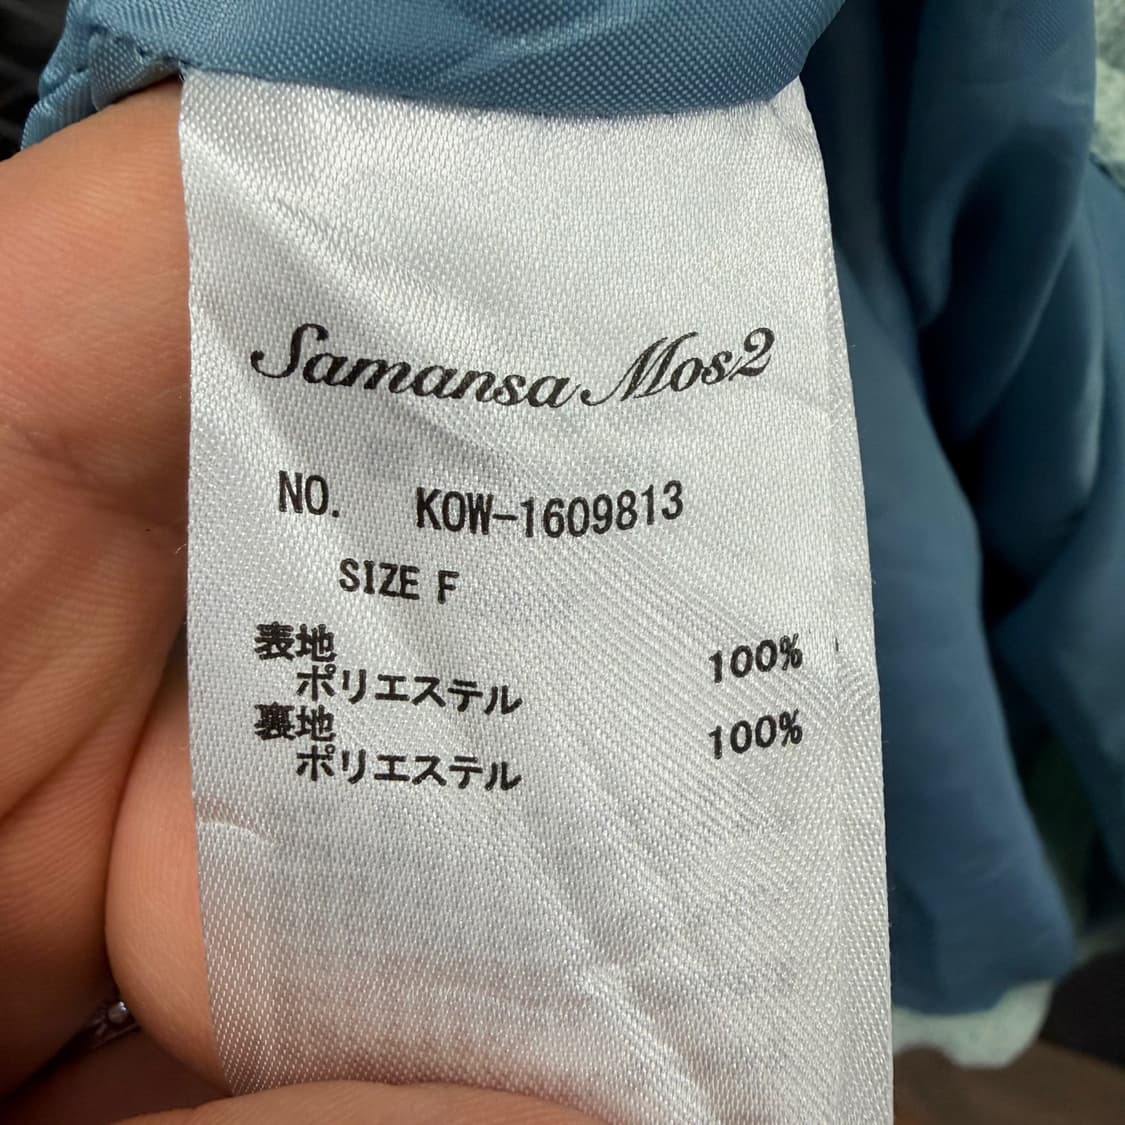 Samansa Mos2
NO. KOW-1609813
SIZE F
表地
ポリエステル 100%
裏地
ポリエステル 100%